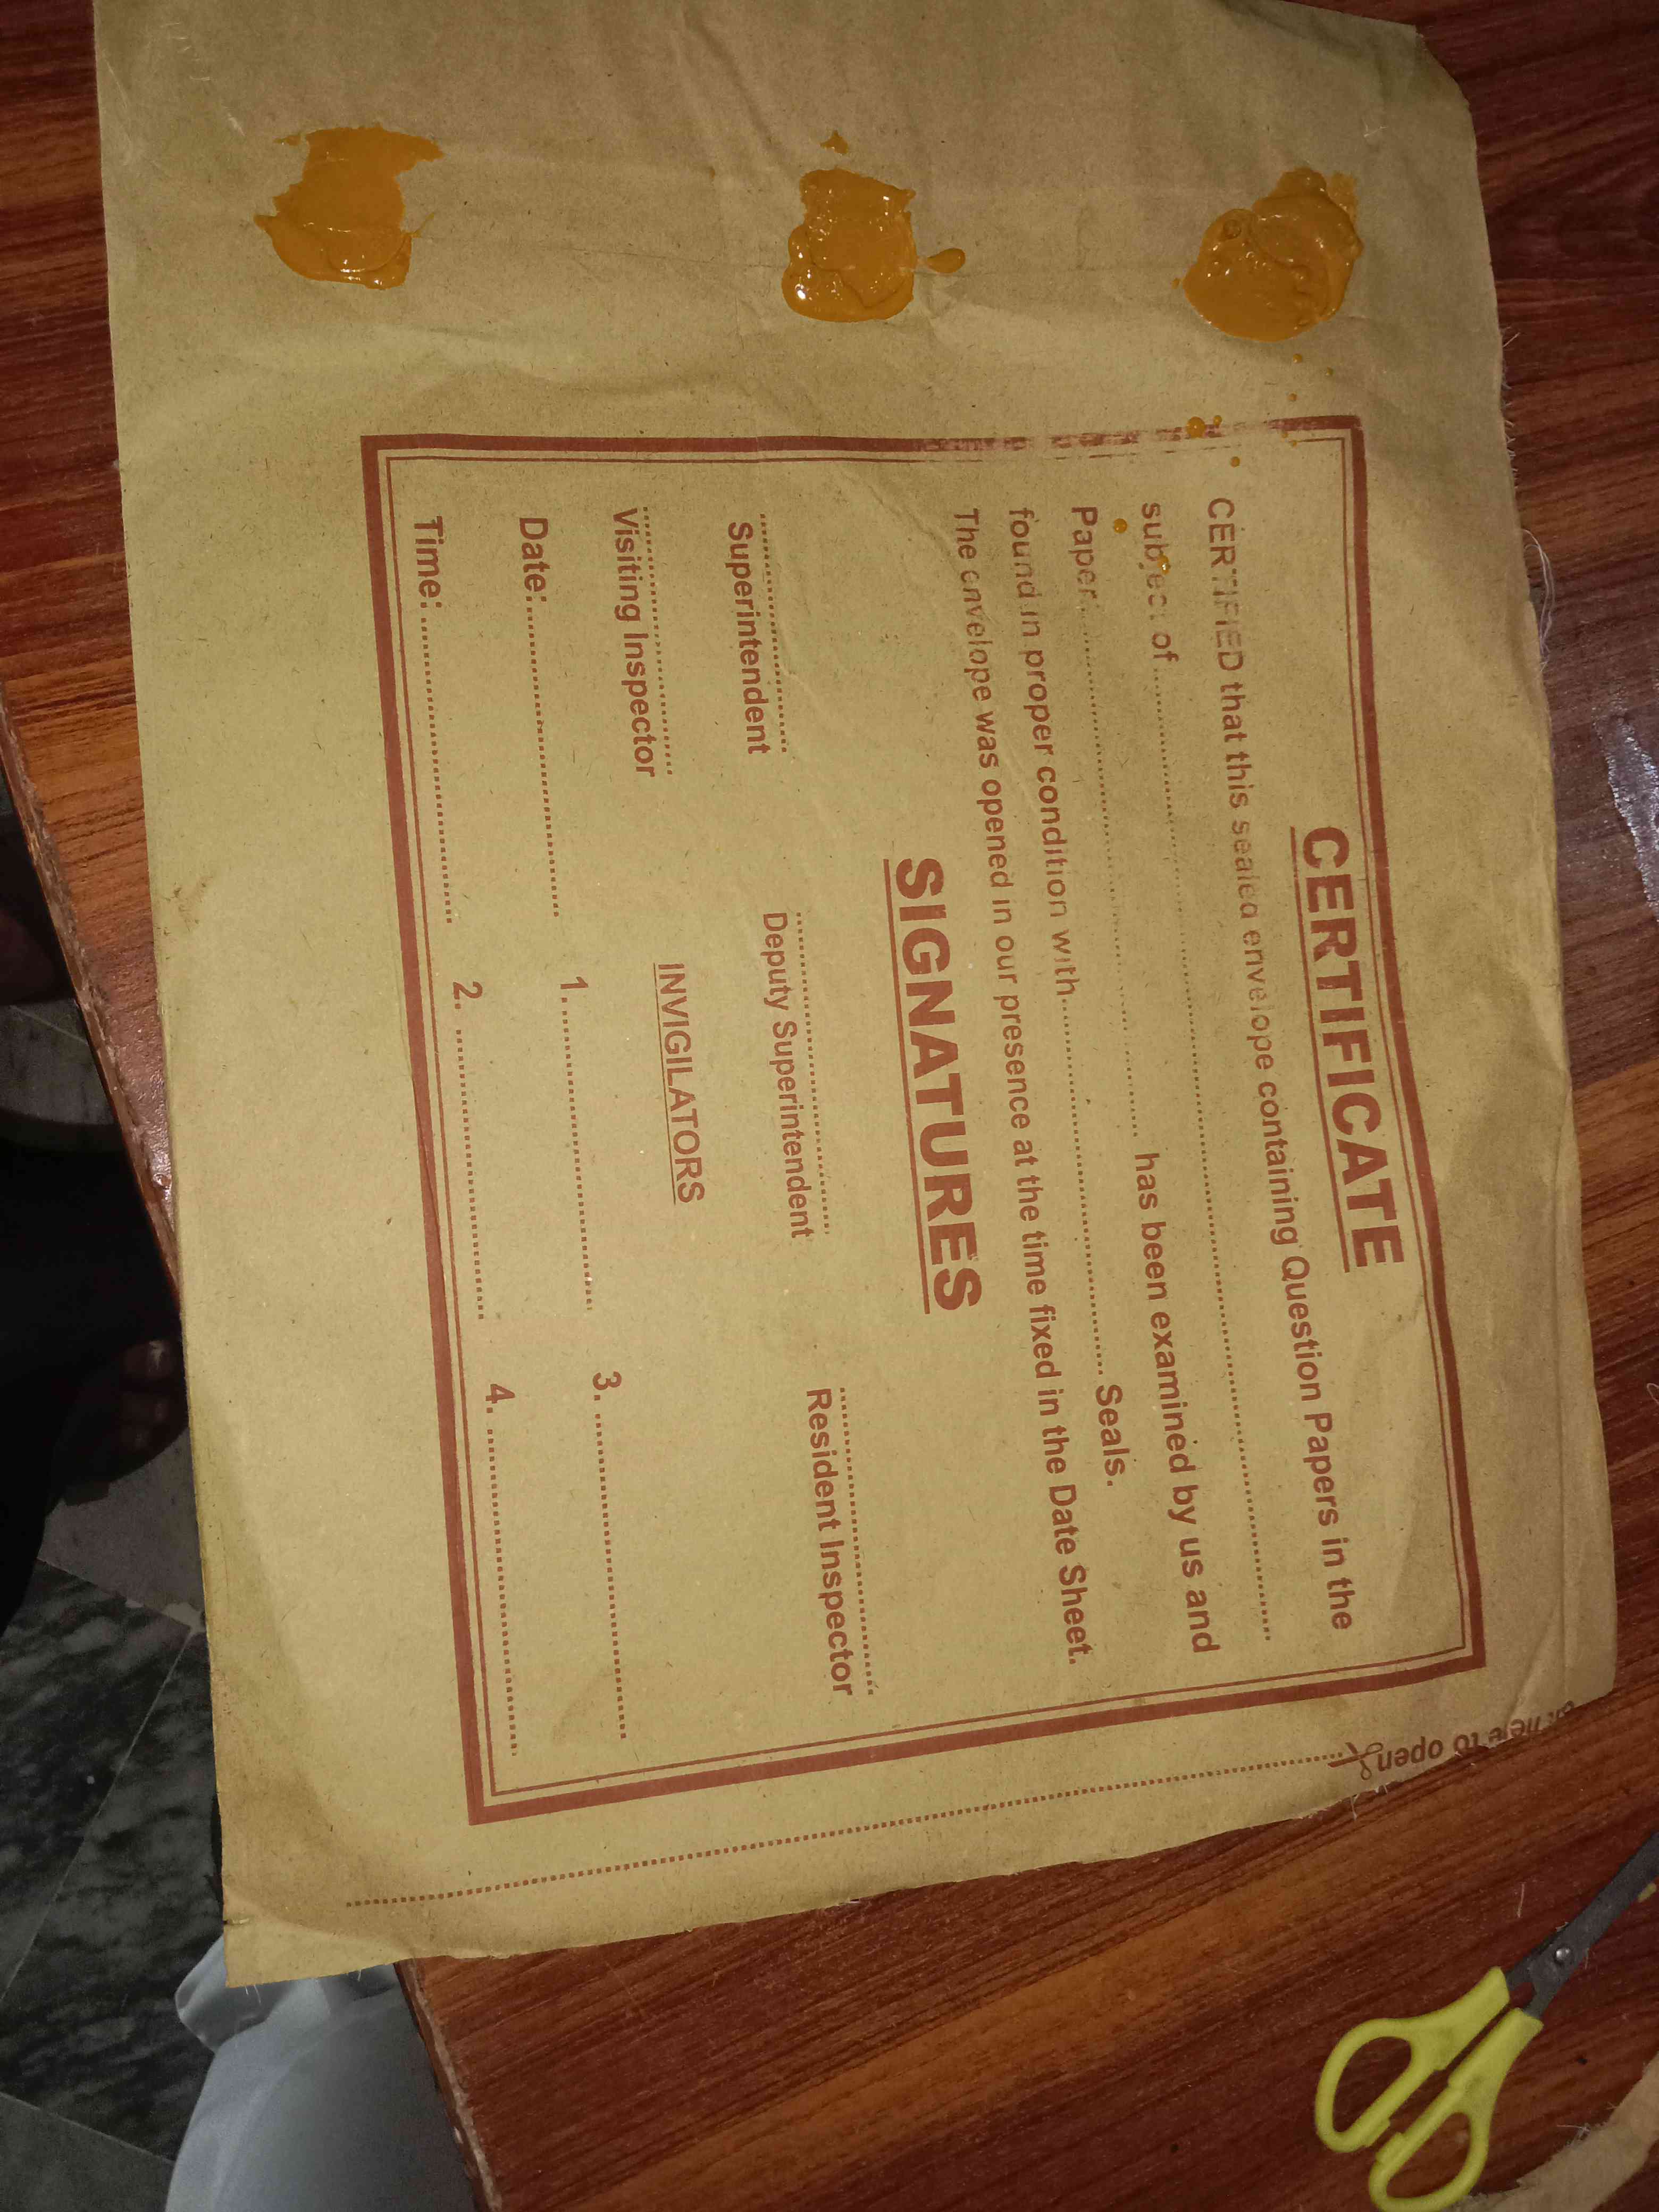 CERTIFICATE
CERTIFIED that this sealed envelope containing Question Papers in the
subject of..............................................................................
Paper................................................ has been examined by us and
found in proper condition with........................................ Seals.
The envelope was opened in our presence at the time fixed in the Date Sheet.
SIGNATURES
Superintendent
Deputy Superintendent
Resident Inspector
Visiting Inspector
INVIGILATORS
Date:..............................
1..............................
3. ..............................
Time:..............................
2. ..............................
4. ..............................
here to open